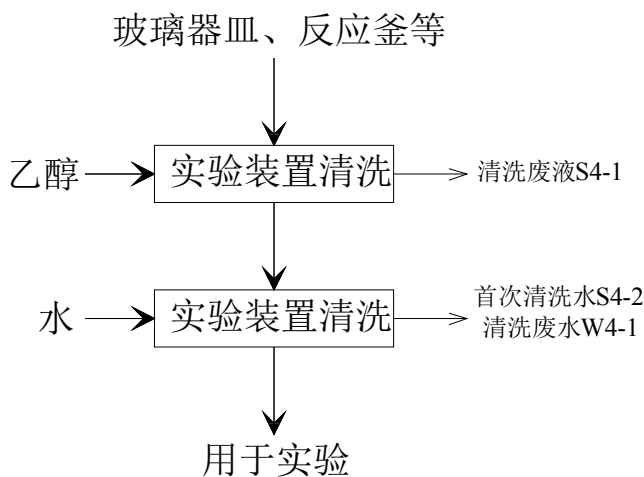 玻璃器皿、反应釜等
乙醇
实验装置清洗
清洗废液S4-1
水
实验装置清洗
首次清洗水S4-2
清洗废水W4-1
用于实验